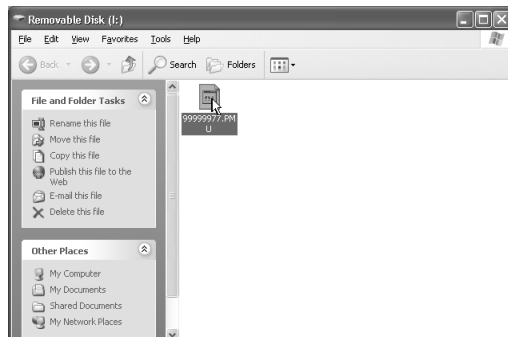 Removable Disk (I:)
File Edit View Favorites Tools Help
Back Search Folders
File and Folder Tasks
Rename this file
Move this file
Copy this file
Publish this file to the
Web
E-mail this file
Delete this file
Other Places
My Computer
My Documents
Shared Documents
My Network Places
99999977.PM
U